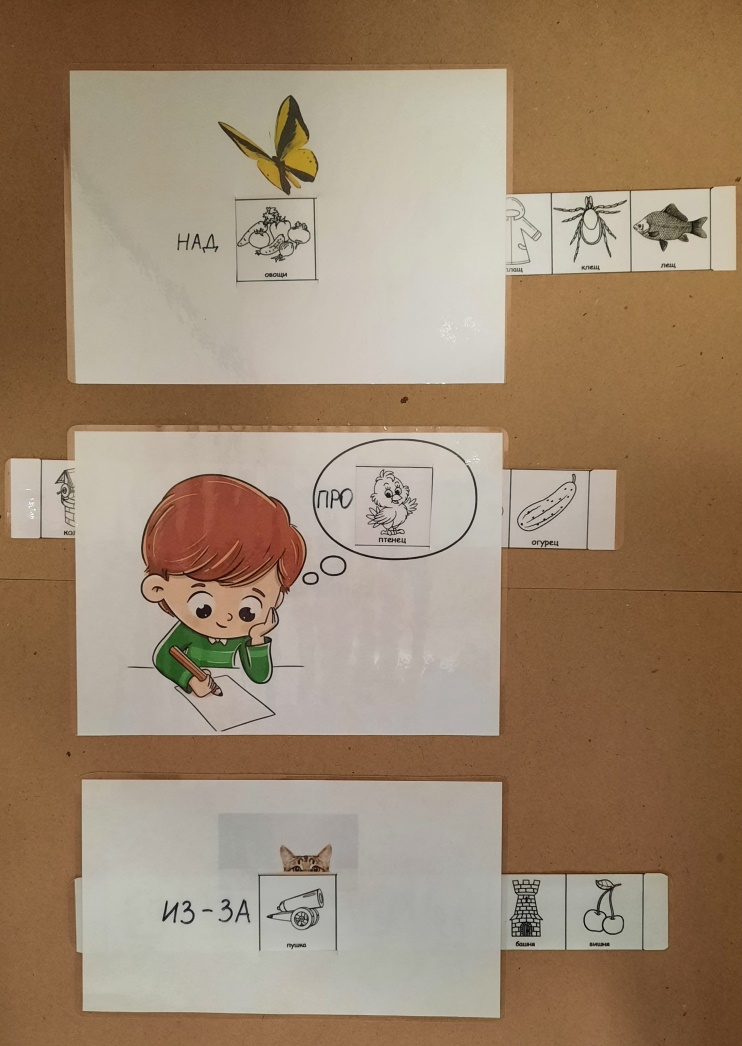 НАД
овощи
клещ
лещ
ПРО
птенец
огурец
ИЗ-ЗА
пушка
башня
вишня